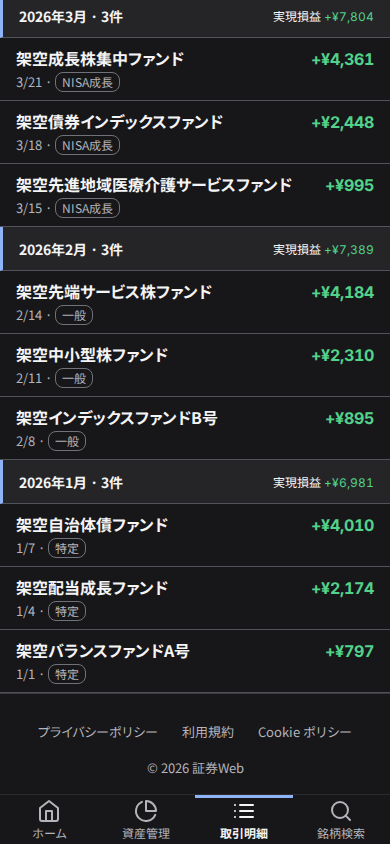 2026年3月・3件 実現損益 +¥7,804
架空成長株集中ファンド +¥4,361
3/21・NISA成長
架空債券インデックスファンド +¥2,448
3/18・NISA成長
架空先進地域医療介護サービスファンド +¥995
3/15・NISA成長
2026年2月・3件 実現損益 +¥7,389
架空先端サービス株ファンド +¥4,184
2/14・一般
架空中小型株ファンド +¥2,310
2/11・一般
架空インデックスファンドB号 +¥895
2/8・一般
2026年1月・3件 実現損益 +¥6,981
架空自治体債ファンド +¥4,010
1/7・特定
架空配当成長ファンド +¥2,174
1/4・特定
架空バランスファンドA号 +¥797
1/1・特定
プライバシーポリシー 利用規約 Cookie ポリシー
© 2026 証券Web
ホーム 資産管理 取引明細 銘柄検索